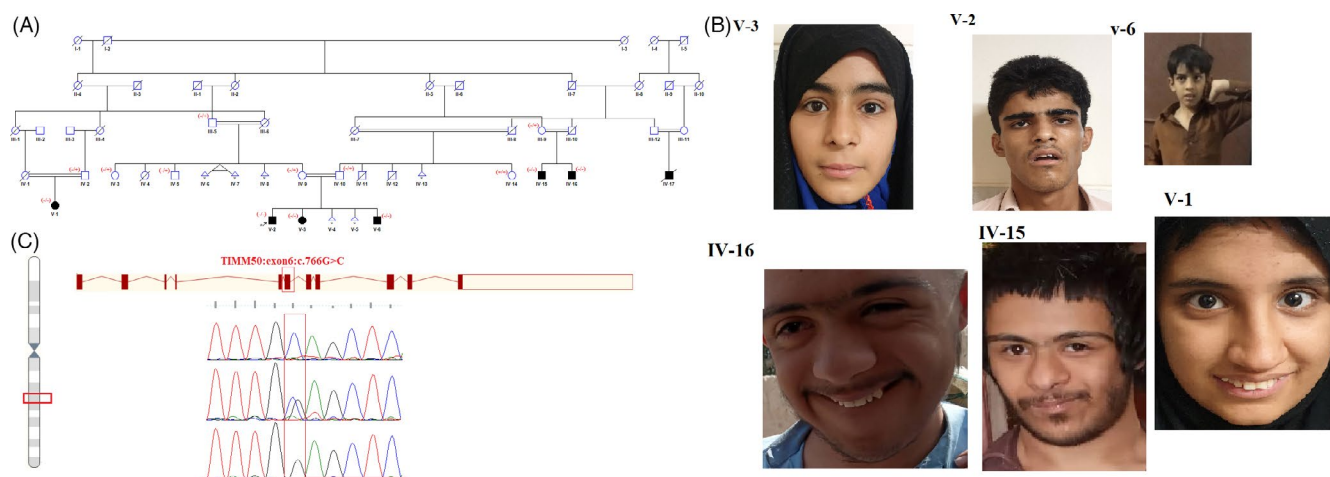 (A)
I-1 I-2 I-3 I-4 I-5
II-4 II-3 II-1 II-2 II-5 II-6 II-7 II-8 II-9 II-10
(-/+) (-/+)
III-1 III-2 III-3 III-4 III-5 III-6 III-7 III-8 III-9 III-10 III-12 III-11
(-/+) (-/+) (-/+) (-/+) (+/+) (-/-) (-/-)
IV-1 IV-2 IV-3 IV-4 IV-5 IV-6 IV-7 IV-8 IV-9 IV-10 IV-11 IV-12 IV-13 IV-14 IV-15 IV-16 IV-17
(-/-) (-/-) (-/-) (-/-)
V-1 V-2 V-3 V-4 V-5 V-6
(B)
V-3
V-2
v-6
IV-16
IV-15
V-1
(C)
TIMM50:exon6:c.766G>C